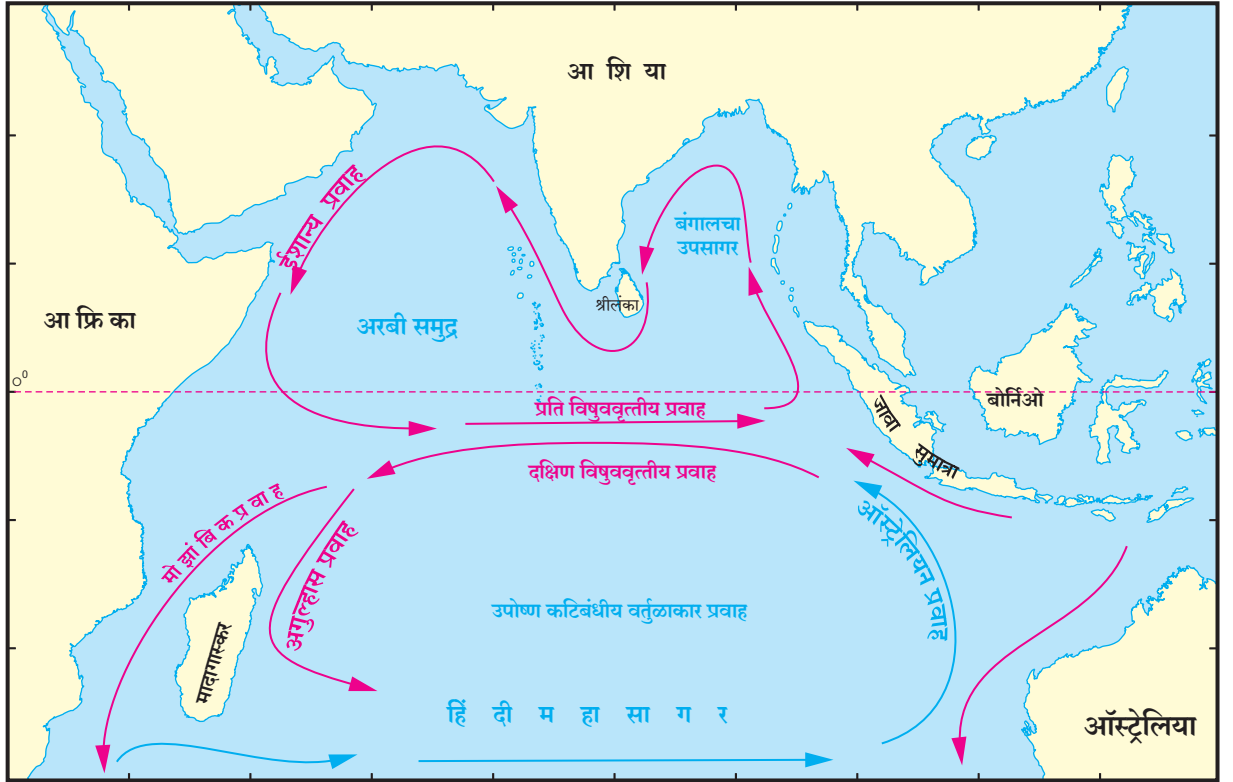 आ शि या
ईशान्य प्रवाह
बंगालचा
उपसागर
श्रीलंका
आ फ्रि का
अरबी समुद्र
०⁰
प्रति विषुववृत्तीय प्रवाह
जावा
बोर्निओ
सुमात्रा
दक्षिण विषुववृत्तीय प्रवाह
मो झां बि क प्र वा ह
अगुल्हास प्रवाह
ऑस्ट्रेलियन प्रवाह
उपोष्ण कटिबंधीय वर्तुळाकार प्रवाह
मादागास्कर
हिं दी म हा सा ग र
ऑस्ट्रेलिया